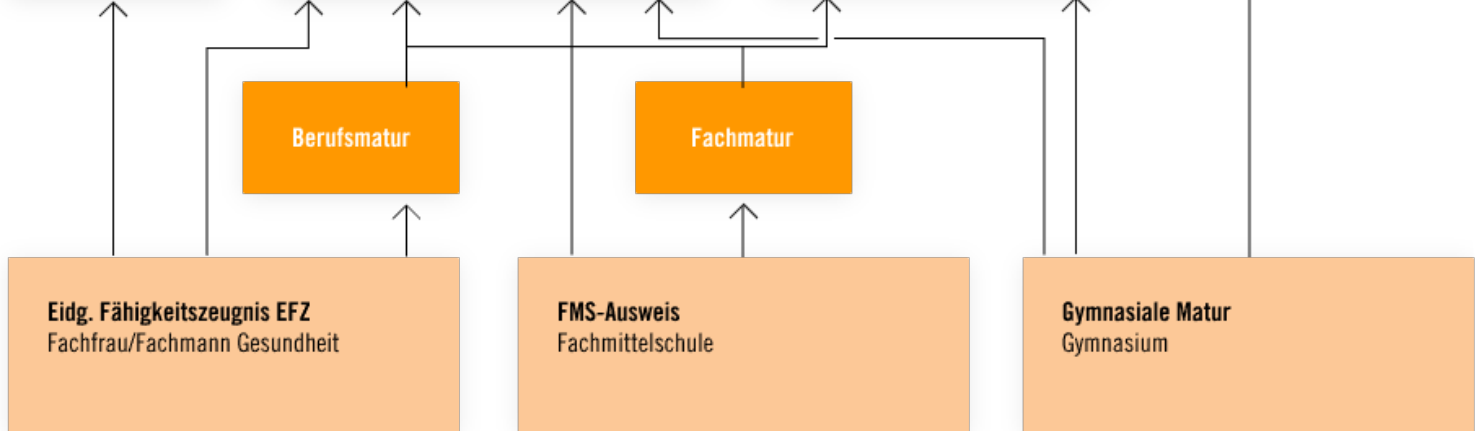 Berufsmatur
Fachmatur
Eidg. Fähigkeitszeugnis EFZ
Fachfrau/Fachmann Gesundheit
FMS-Ausweis
Fachmittelschule
Gymnasiale Matur
Gymnasium